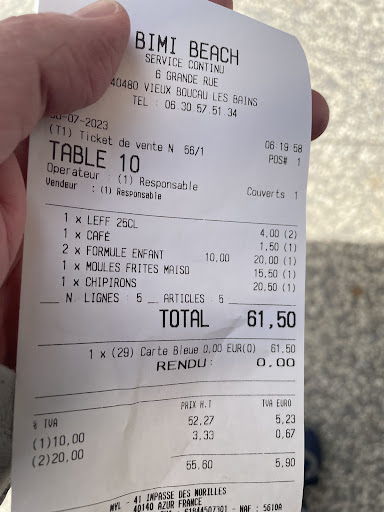 BIMI BEACH
SERVICE CONTINU
6 GRANDE RUE
40480 VIEUX BOUCAU LES BAINS
TEL : 06 30.57.51.34
-07-2023 06:19:58
(T1) Ticket de vente N 56/1 POS# 1
TABLE 10
Operateur : (1) Responsable Couverts 1
Vendeur : (1) Responsable
1 x LEFF 25CL 4,00 (2)
1 x CAFÉ 1,50 (1)
2 x FORMULE ENFANT 10,00 20,00 (1)
1 x MOULES FRITES MAISO 15,50 (1)
1 x CHIPIRONS 20,50 (1)
N LIGNES : 5 ARTICLES : 5
TOTAL 61,50
1 x (29) Carte Bleue 0,00 EUR(0) 61,50
RENDU : 0,00
% TVA PRIX H.T TVA EURO
(1)10,00 52,27 5,23
(2)20,00 3,33 0,67
55,60 5,90
41 IMPASSE DES MURILLES
40140 AZUR FRANCE
- NAF : 5610A